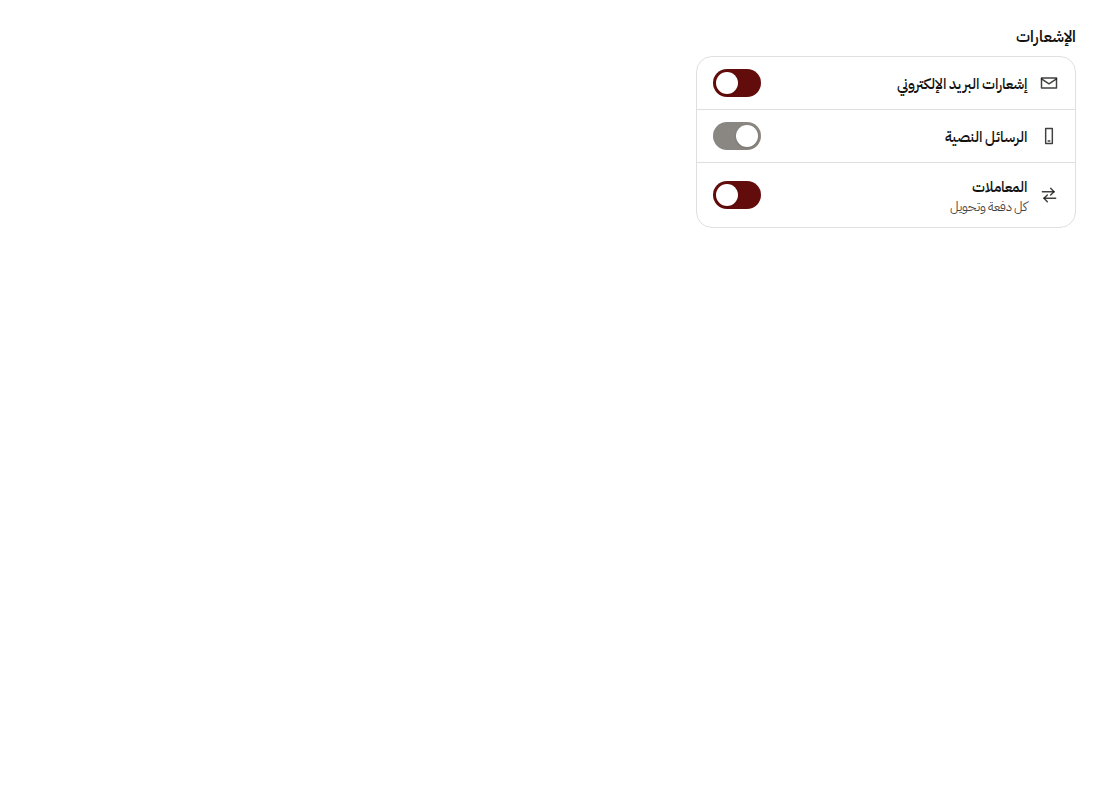 الإشعارات
إشعارات البريد الإلكتروني
الرسائل النصية
المعاملات
كل دفعة وتحويل